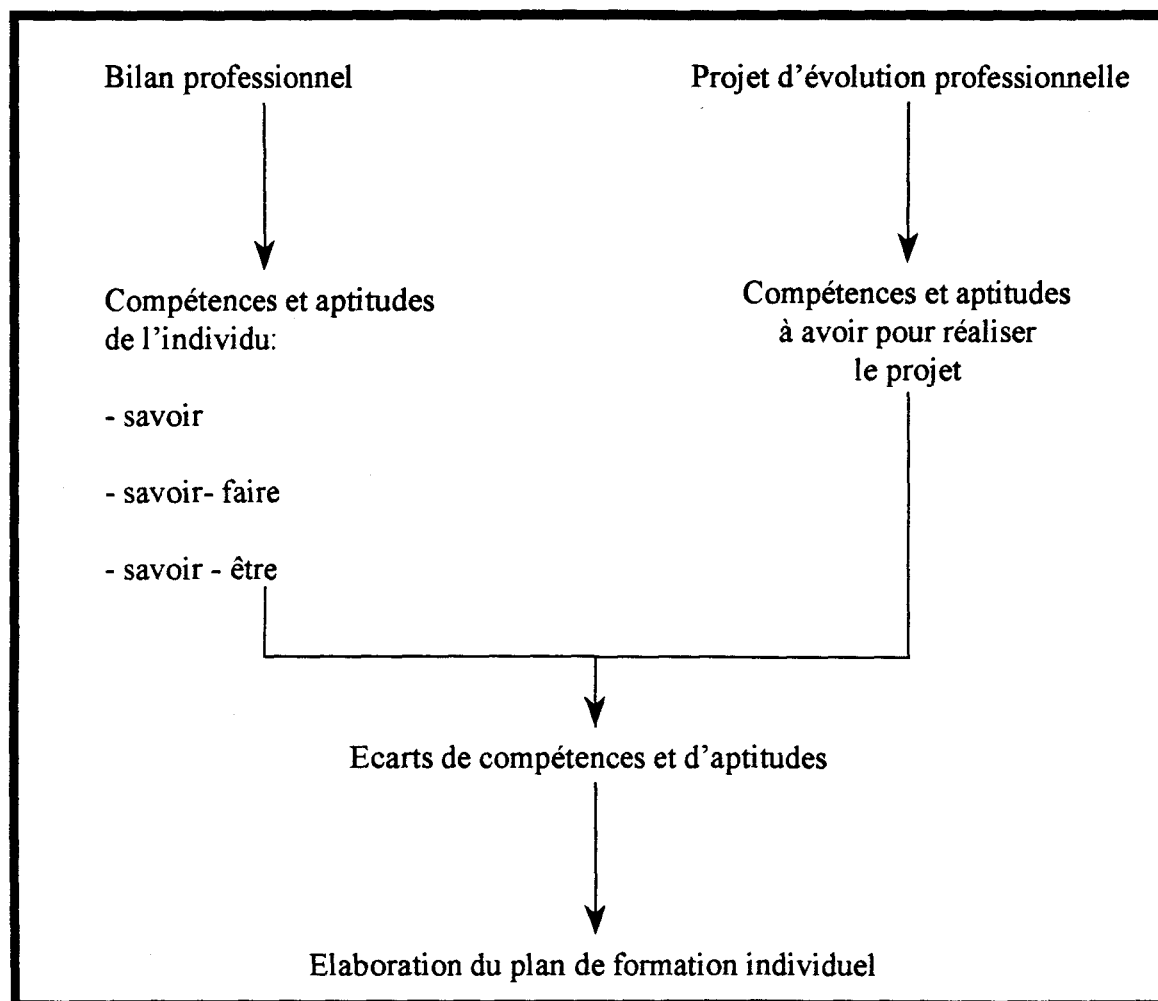 Bilan professionnel
Projet d'évolution professionnelle
Compétences et aptitudes
de l'individu:
- savoir
- savoir- faire
- savoir - être
Compétences et aptitudes
à avoir pour réaliser
le projet
Ecarts de compétences et d'aptitudes
Elaboration du plan de formation individuel